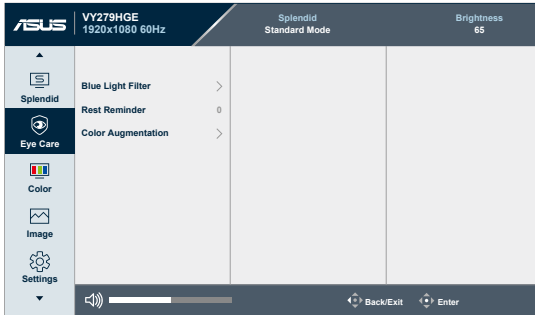 ASUS
VY279HGE
1920x1080 60Hz
Splendid
Standard Mode
Brightness
65
Splendid
Eye Care
Color
Image
Settings
Blue Light Filter
Rest Reminder 0
Color Augmentation
Back/Exit
Enter